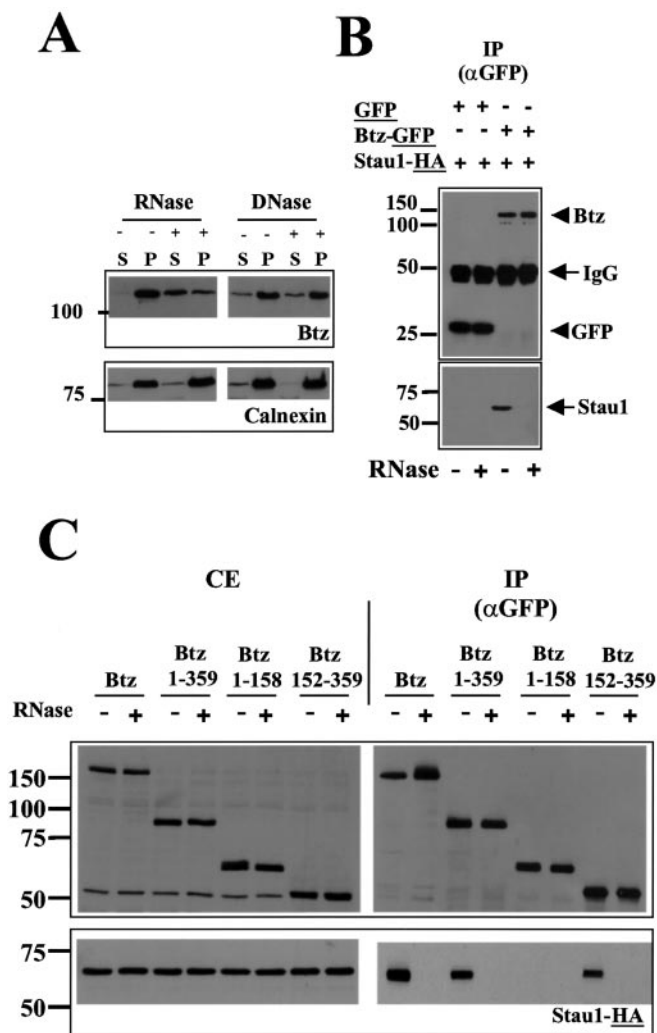 A
RNase DNase
- - + + - - + +
S P S P S P S P
100
Btz
75
Calnexin
B
IP
(αGFP)
GFP + + - -
Btz-GFP - - + +
Stau1-HA + + + +
150
100
Btz
50
IgG
25
GFP
75
50
Stau1
RNase - + - +
C
CE IP
(αGFP)
Btz Btz 1-359 Btz 1-158 Btz 152-359 Btz Btz 1-359 Btz 1-158 Btz 152-359
RNase - + - + - + - + - + - + - + - +
150
100
75
50
75
50
Stau1-HA